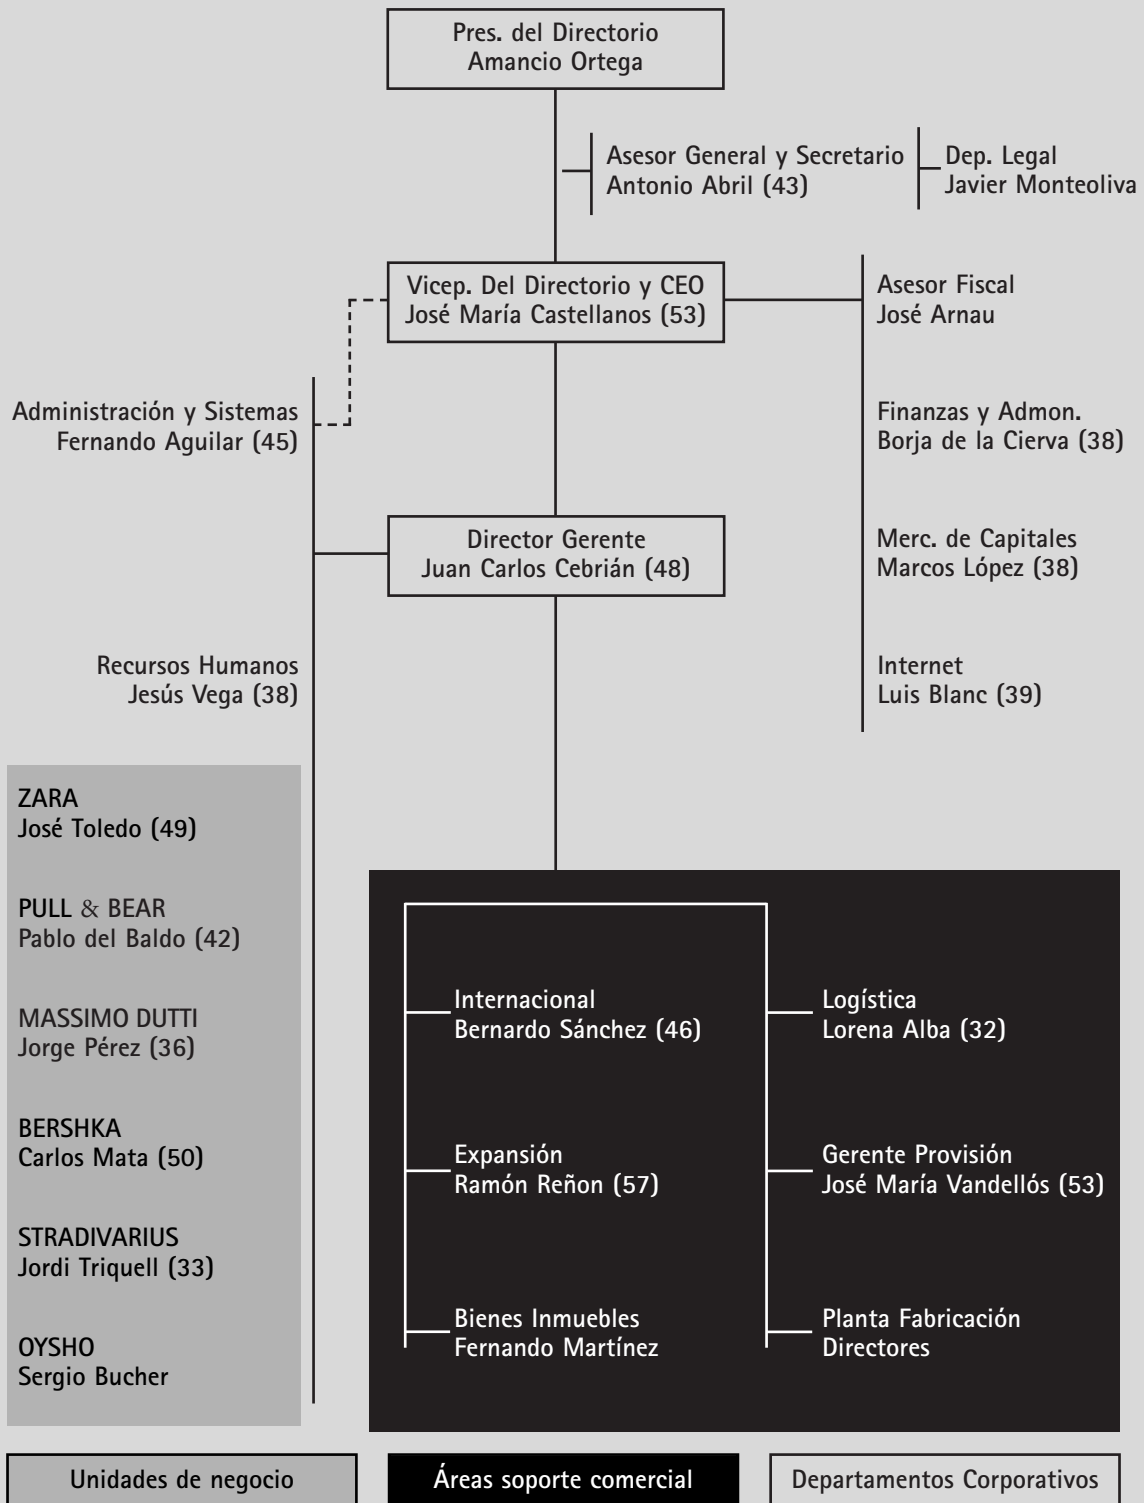 Pres. del Directorio
Amancio Ortega
Asesor General y Secretario
Antonio Abril (43)
Dep. Legal
Javier Monteoliva
Vicep. Del Directorio y CEO
José María Castellanos (53)
Asesor Fiscal
José Arnau
Administración y Sistemas
Fernando Aguilar (45)
Finanzas y Admon.
Borja de la Cierva (38)
Director Gerente
Juan Carlos Cebrián (48)
Merc. de Capitales
Marcos López (38)
Recursos Humanos
Jesús Vega (38)
Internet
Luis Blanc (39)
ZARA
José Toledo (49)
PULL & BEAR
Pablo del Baldo (42)
MASSIMO DUTTI
Jorge Pérez (36)
BERSHKA
Carlos Mata (50)
STRADIVARIUS
Jordi Triquell (33)
OYSHO
Sergio Bucher
Internacional
Bernardo Sánchez (46)
Logística
Lorena Alba (32)
Expansión
Ramón Reñon (57)
Gerente Provisión
José María Vandellós (53)
Bienes Inmuebles
Fernando Martínez
Planta Fabricación
Directores
Unidades de negocio
Áreas soporte comercial
Departamentos Corporativos